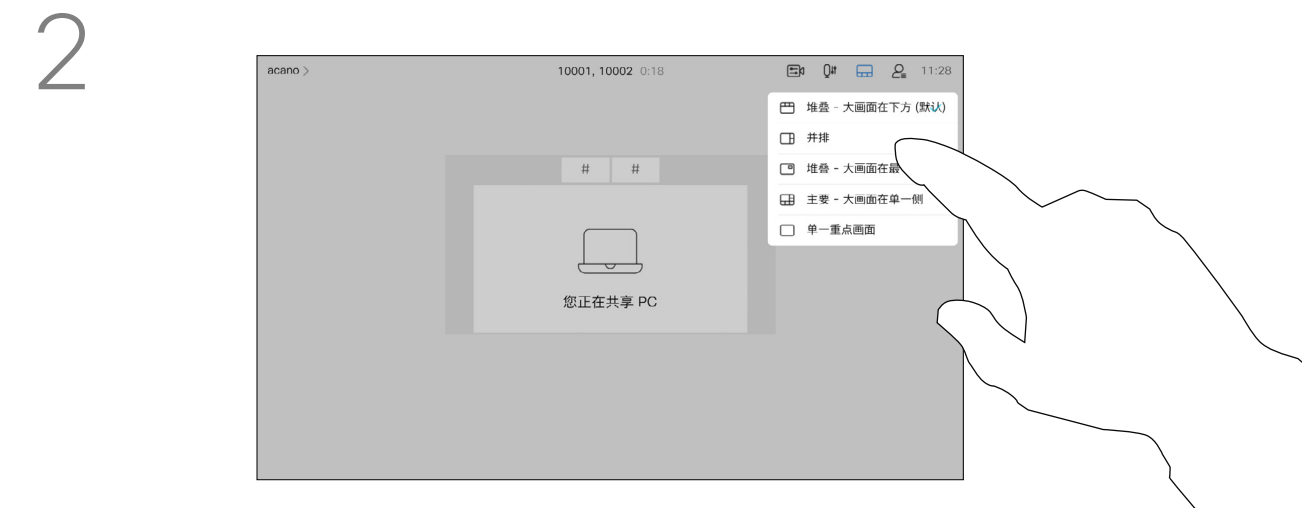 2
acano >
10001, 10002 0:18
11:28
堆叠 - 大画面在下方 (默认)
并排
堆叠 - 大画面在最
主要 - 大画面在单一侧
单一重点画面
# #
您正在共享 PC